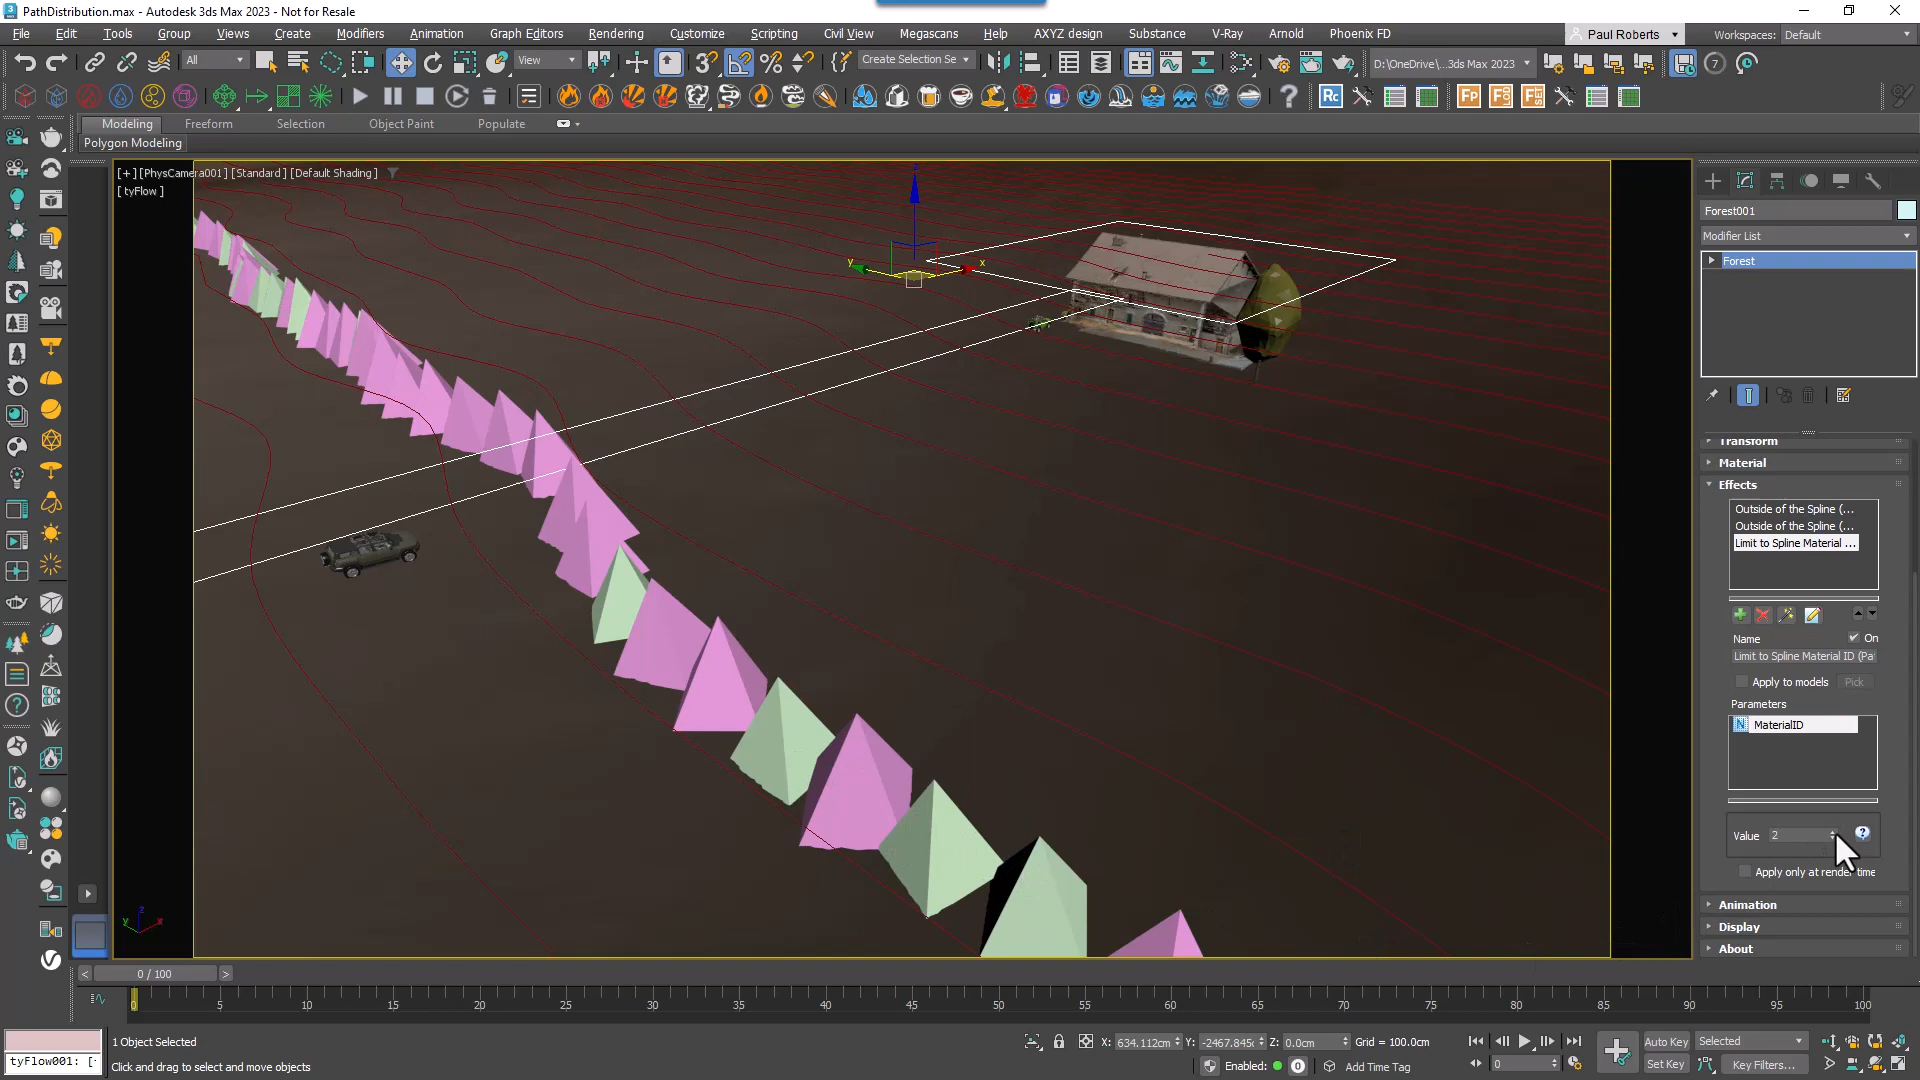 PathDistribution.max - Autodesk 3ds Max 2023 - Not for Resale
File Edit Tools Group Views Create Modifiers Animation Graph Editors Rendering Customize Scripting Civil View Megascans Help AXYZ design Substance V-Ray Arnold Phoenix FD Paul Roberts Workspaces: Default
All View Create Selection Se D:\OneDrive\...3ds Max 2023 7
Rc Fp
Modeling Freeform Selection Object Paint Populate
Polygon Modeling
[+] [PhysCamera001] [Standard] [Default Shading]
[ tyFlow ]
z
y x
Forest001
Modifier List
Forest
Transform
Material
Effects
Outside of the Spline (...
Outside of the Spline (...
Limit to Spline Material ...
Name On
Limit to Spline Material ID (Pa
Apply to models Pick
Parameters
N MaterialID
Value 2 ?
Apply only at render time
Animation
Display
About
z
y x
< 0 / 100 >
0 5 10 15 20 25 30 35 40 45 50 55 60 65 70 75 80 85 90 95 100
1 Object Selected X: 634.112cm Y: -2467.845c Z: 0.0cm Grid = 100.0cm Auto Key Selected
tyFlow001: [- Click and drag to select and move objects Enabled: 0 Add Time Tag 0 Set Key Key Filters...